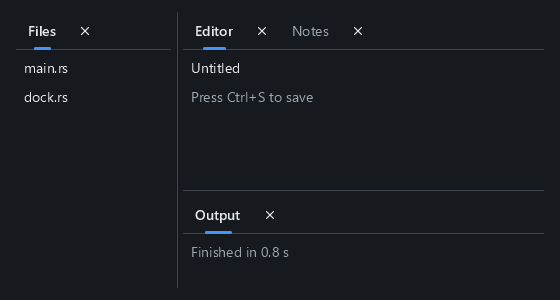 Files
main.rs
dock.rs
Editor Notes
Untitled
Press Ctrl+S to save
Output
Finished in 0.8 s